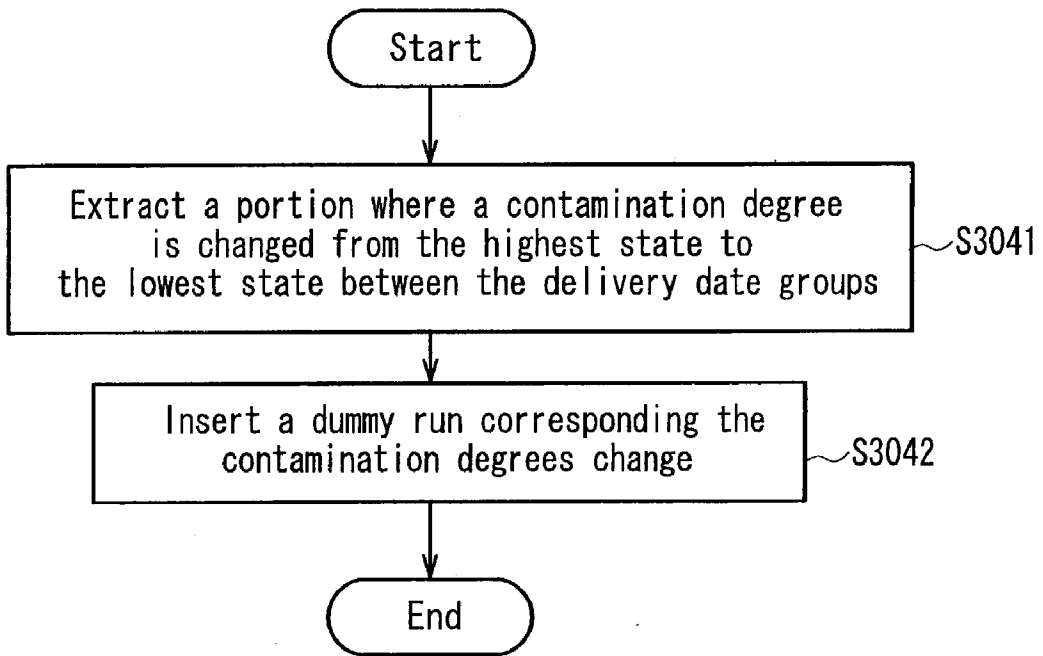 Start
Extract a portion where a contamination degree
is changed from the highest state to
the lowest state between the delivery date groups
S3041
Insert a dummy run corresponding the
contamination degrees change
S3042
End